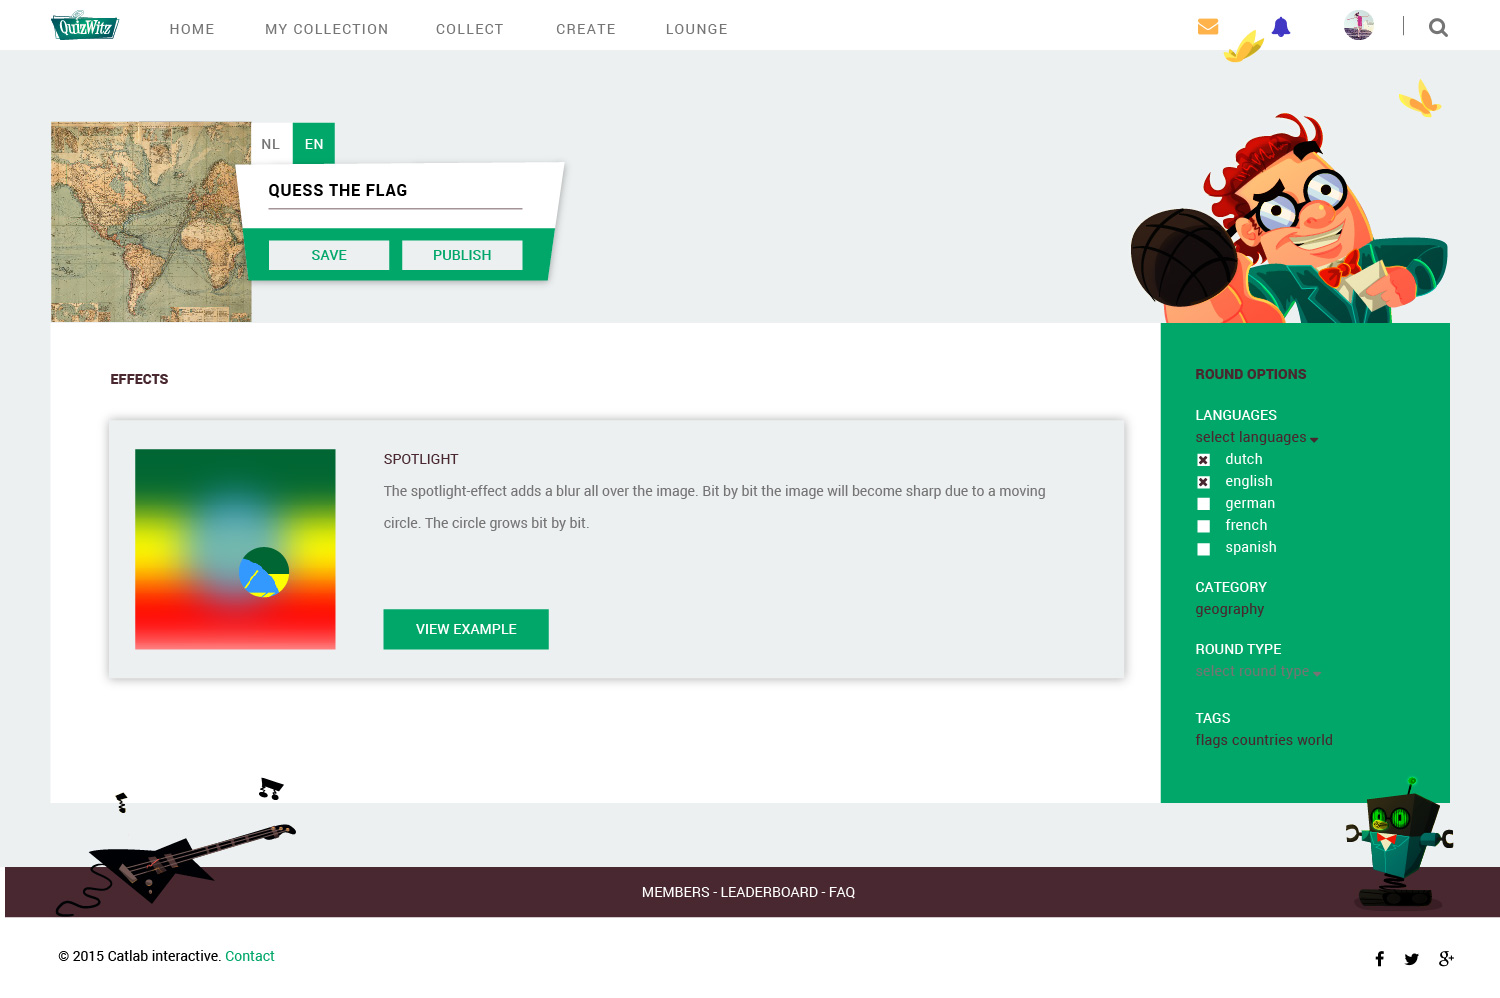 QuizWitz
HOME MY COLLECTION COLLECT CREATE LOUNGE
NL EN
QUESS THE FLAG
SAVE PUBLISH
EFFECTS
SPOTLIGHT
The spotlight-effect adds a blur all over the image. Bit by bit the image will become sharp due to a moving
circle. The circle grows bit by bit.
VIEW EXAMPLE
ROUND OPTIONS
LANGUAGES
select languages
dutch
english
german
french
spanish
CATEGORY
geography
ROUND TYPE
select round type
TAGS
flags countries world
MEMBERS - LEADERBOARD - FAQ
© 2015 Catlab interactive. Contact